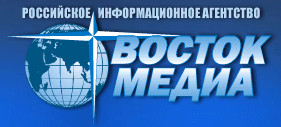 РОССИЙСКОЕ ИНФОРМАЦИОННОЕ АГЕНТСТВО
ВОСТОК
МЕДИА